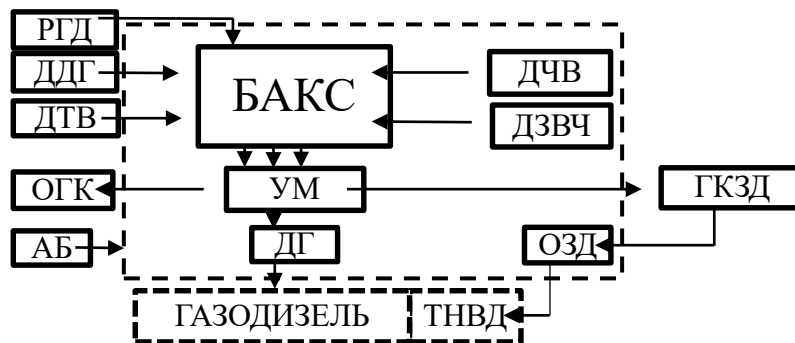 РГД
ДДГ
ДТВ
БАКС
ДЧВ
ДЗВЧ
ОГК
УМ
ГКЗД
АБ
ДГ
ОЗД
ГАЗОДИЗЕЛЬ
ТНВД